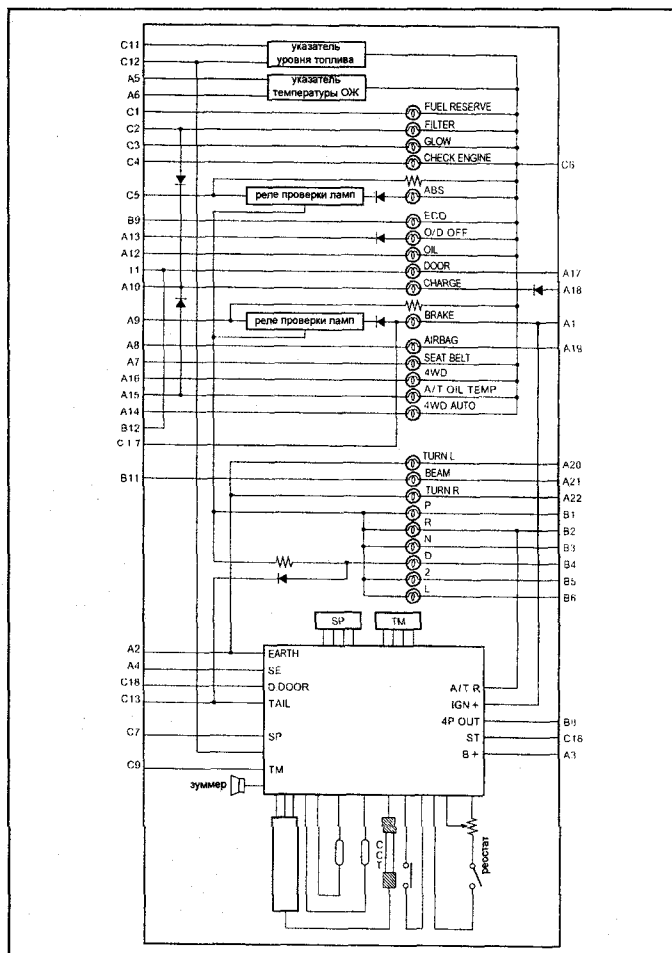 C11
указатель
уровня топлива
C12
A5
указатель
температуры ОЖ
A6
C1 FUEL RESERVE
C2 FILTER
C3 GLOW
C4 CHECK ENGINE C6
C5 реле проверки ламп ABS
B9 ECO
A13 O/D OFF
A12 OIL
11 DOOR A17
A10 CHARGE A18
A9 реле проверки ламп BRAKE A1
A8 AIRBAG A19
A7 SEAT BELT
A16 4WD
A15 A/T OIL TEMP
A14 4WD AUTO
B12
C17
TURN L A20
B11 BEAM A21
TURN R A22
P B1
R B2
N B3
D B4
2 B5
L B6
SP TM
A2 EARTH
A4 SE
C18 D.DOOR A/T R
C13 TAIL IGN +
4P OUT B8
C7 SP ST C16
B + A3
C9 TM
зуммер
ССТ
реостат